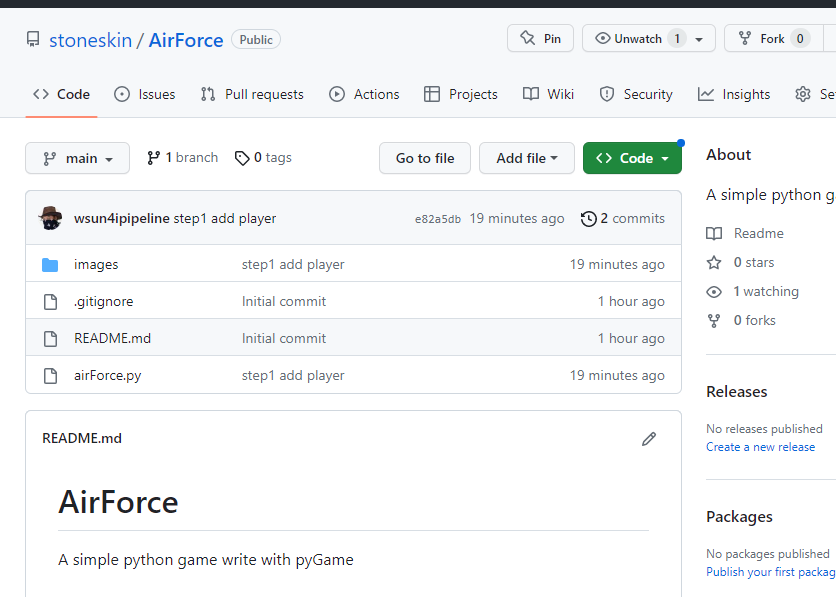 stoneskin / AirForce Public Pin Unwatch 1 Fork 0
Code Issues Pull requests Actions Projects Wiki Security Insights
main 1 branch 0 tags Go to file Add file Code
wsun4ipipeline step1 add player e82a5db 19 minutes ago 2 commits
images step1 add player 19 minutes ago
.gitignore Initial commit 1 hour ago
README.md Initial commit 1 hour ago
airForce.py step1 add player 19 minutes ago
README.md
AirForce
A simple python game write with pyGame
About
A simple python g
Readme
0 stars
1 watching
0 forks
Releases
No releases published
Create a new release
Packages
No packages published
Publish your first packag